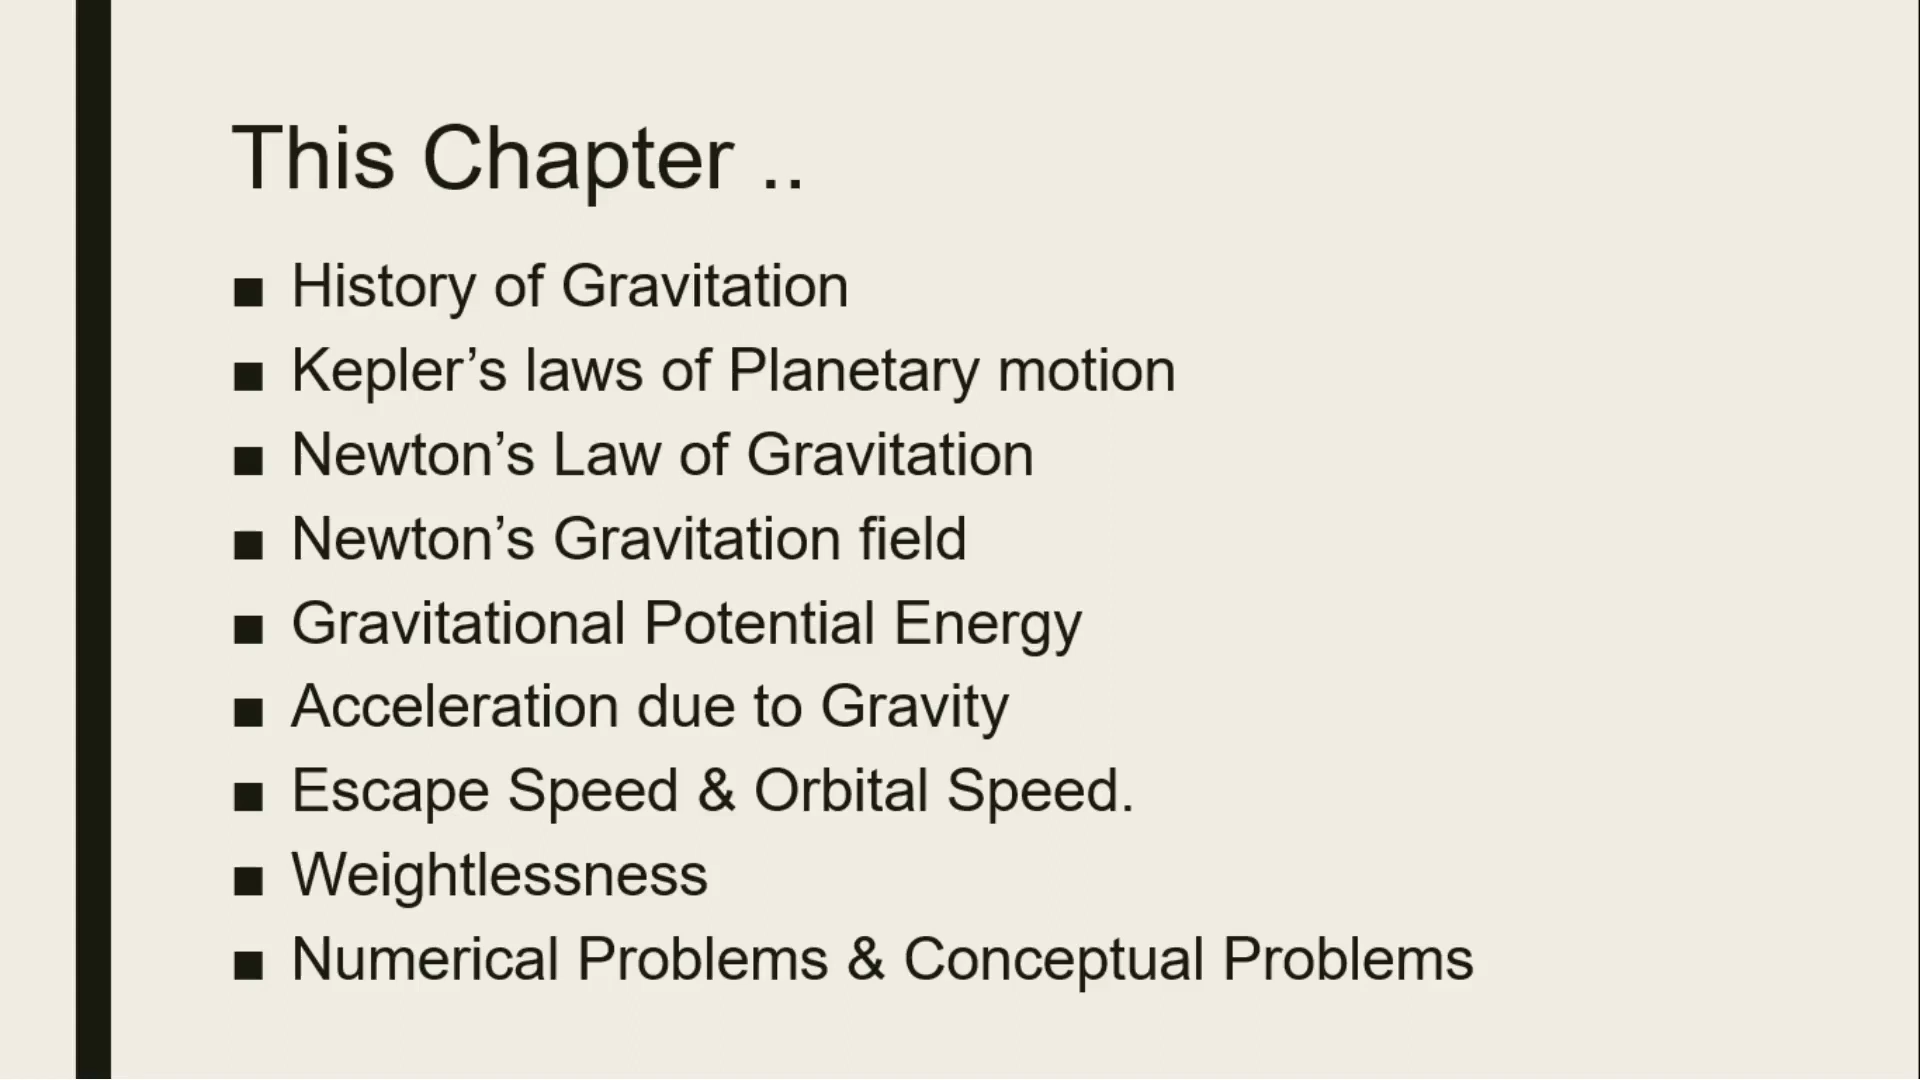 This Chapter ..
■ History of Gravitation
■ Kepler’s laws of Planetary motion
■ Newton’s Law of Gravitation
■ Newton’s Gravitation field
■ Gravitational Potential Energy
■ Acceleration due to Gravity
■ Escape Speed & Orbital Speed.
■ Weightlessness
■ Numerical Problems & Conceptual Problems